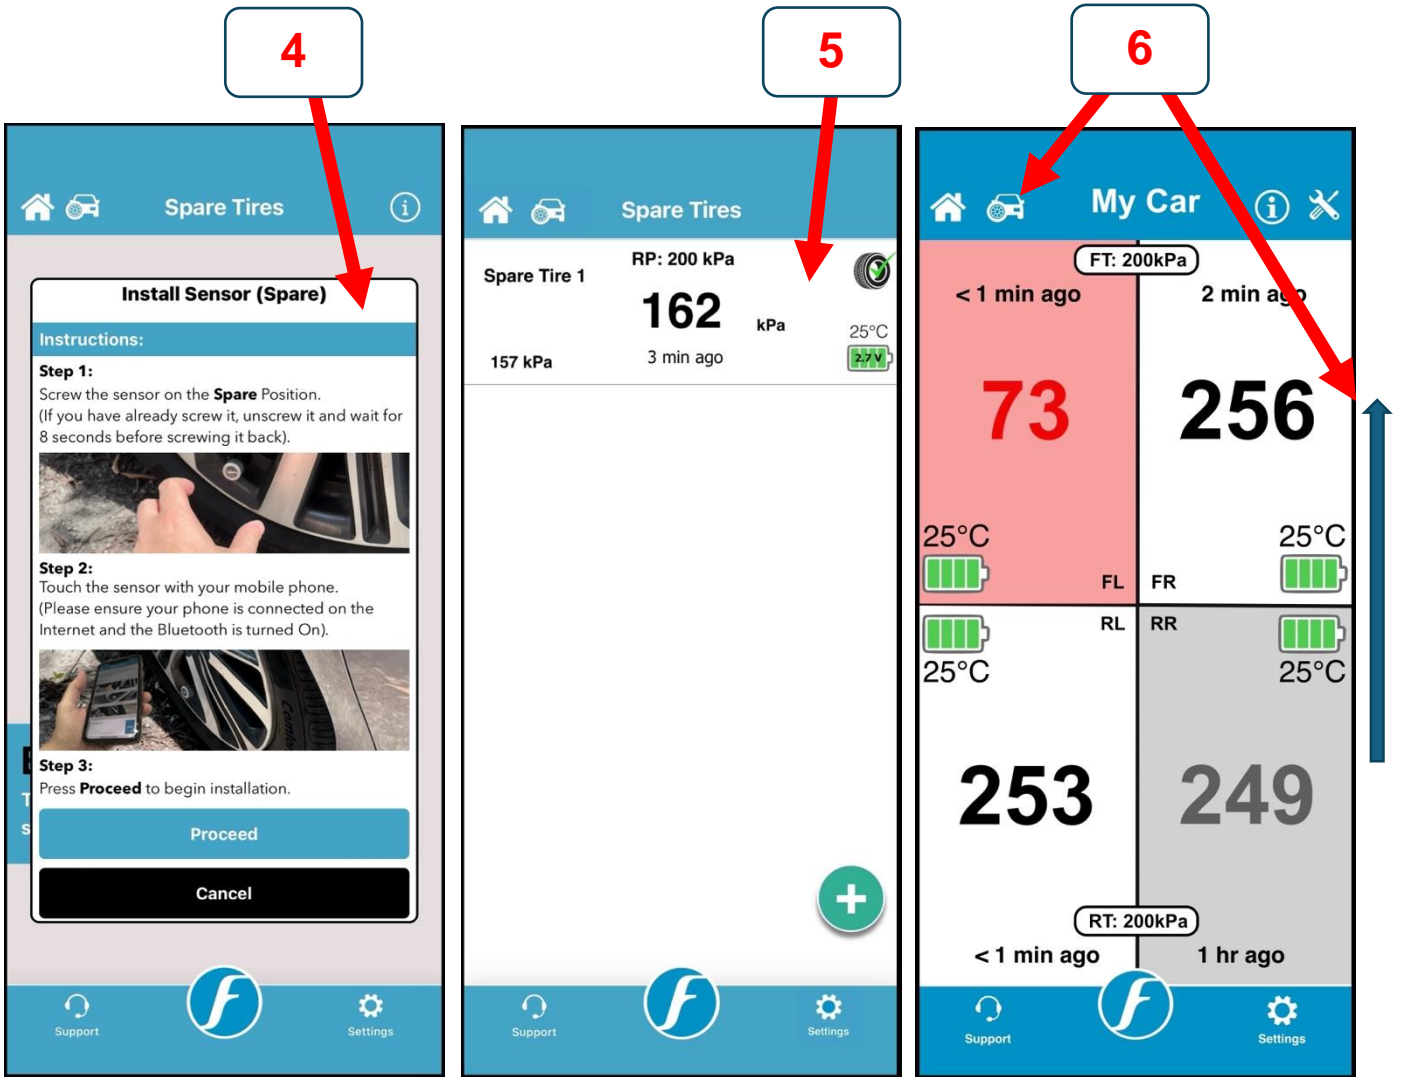 4
5
6
Spare Tires
i
Install Sensor (Spare)
Instructions:
Step 1:
Screw the sensor on the Spare Position.
(If you have already screw it, unscrew it and wait for
8 seconds before screwing it back).
Step 2:
Touch the sensor with your mobile phone.
(Please ensure your phone is connected on the
Internet and the Bluetooth is turned On).
Step 3:
Press Proceed to begin installation.
Proceed
Cancel
Support
f
Settings
Spare Tires
Spare Tire 1
RP: 200 kPa
162
kPa
25°C
157 kPa
3 min ago
2.7 V
Support
f
Settings
My Car
i
FT: 200kPa
< 1 min ago
2 min ago
73
256
25°C
25°C
FL
FR
RL
RR
25°C
25°C
253
249
RT: 200kPa
< 1 min ago
1 hr ago
Support
f
Settings